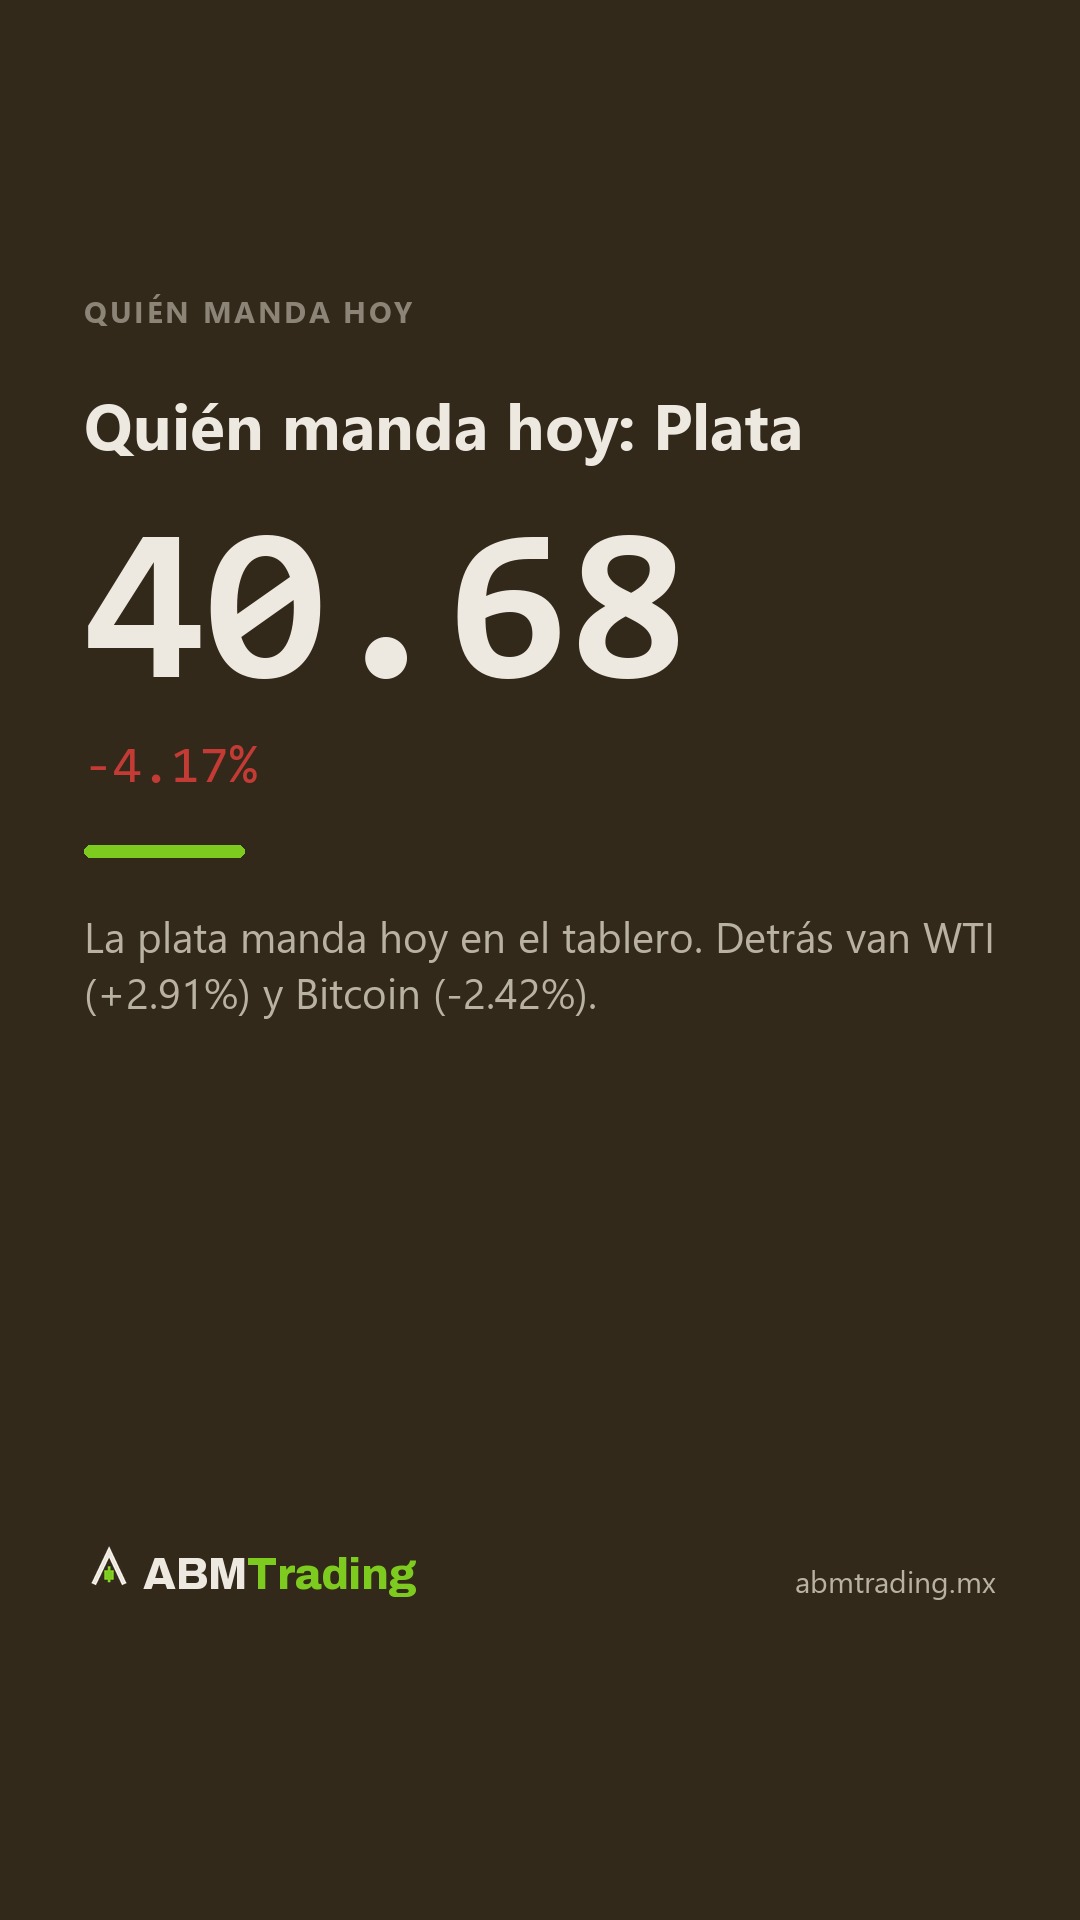 QUIÉN MANDA HOY
Quién manda hoy: Plata
40.68
-4.17%
La plata manda hoy en el tablero. Detrás van WTI
(+2.91%) y Bitcoin (-2.42%).
ABMTrading
abmtrading.mx